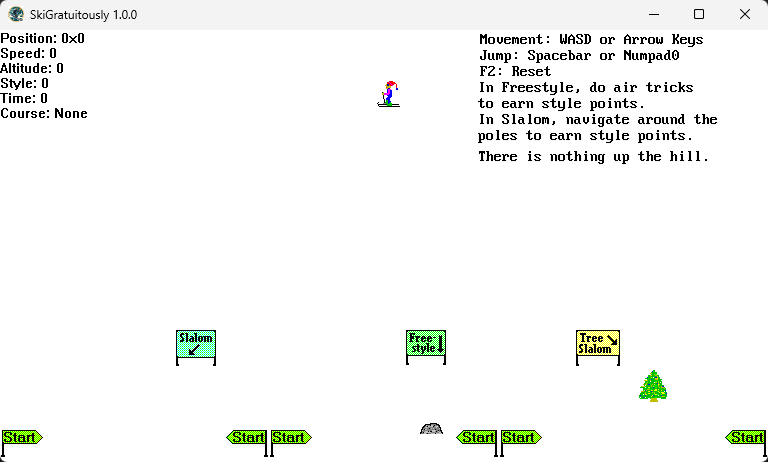 SkiGratuitously 1.0.0
Position: 0x0
Speed: 0
Altitude: 0
Style: 0
Time: 0
Course: None
Movement: WASD or Arrow Keys
Jump: Spacebar or Numpad0
F2: Reset
In Freestyle, do air tricks
to earn style points.
In Slalom, navigate around the
poles to earn style points.
There is nothing up the hill.
Slalom
Free
style
Tree
Slalom
Start
Start
Start
Start
Start
Start